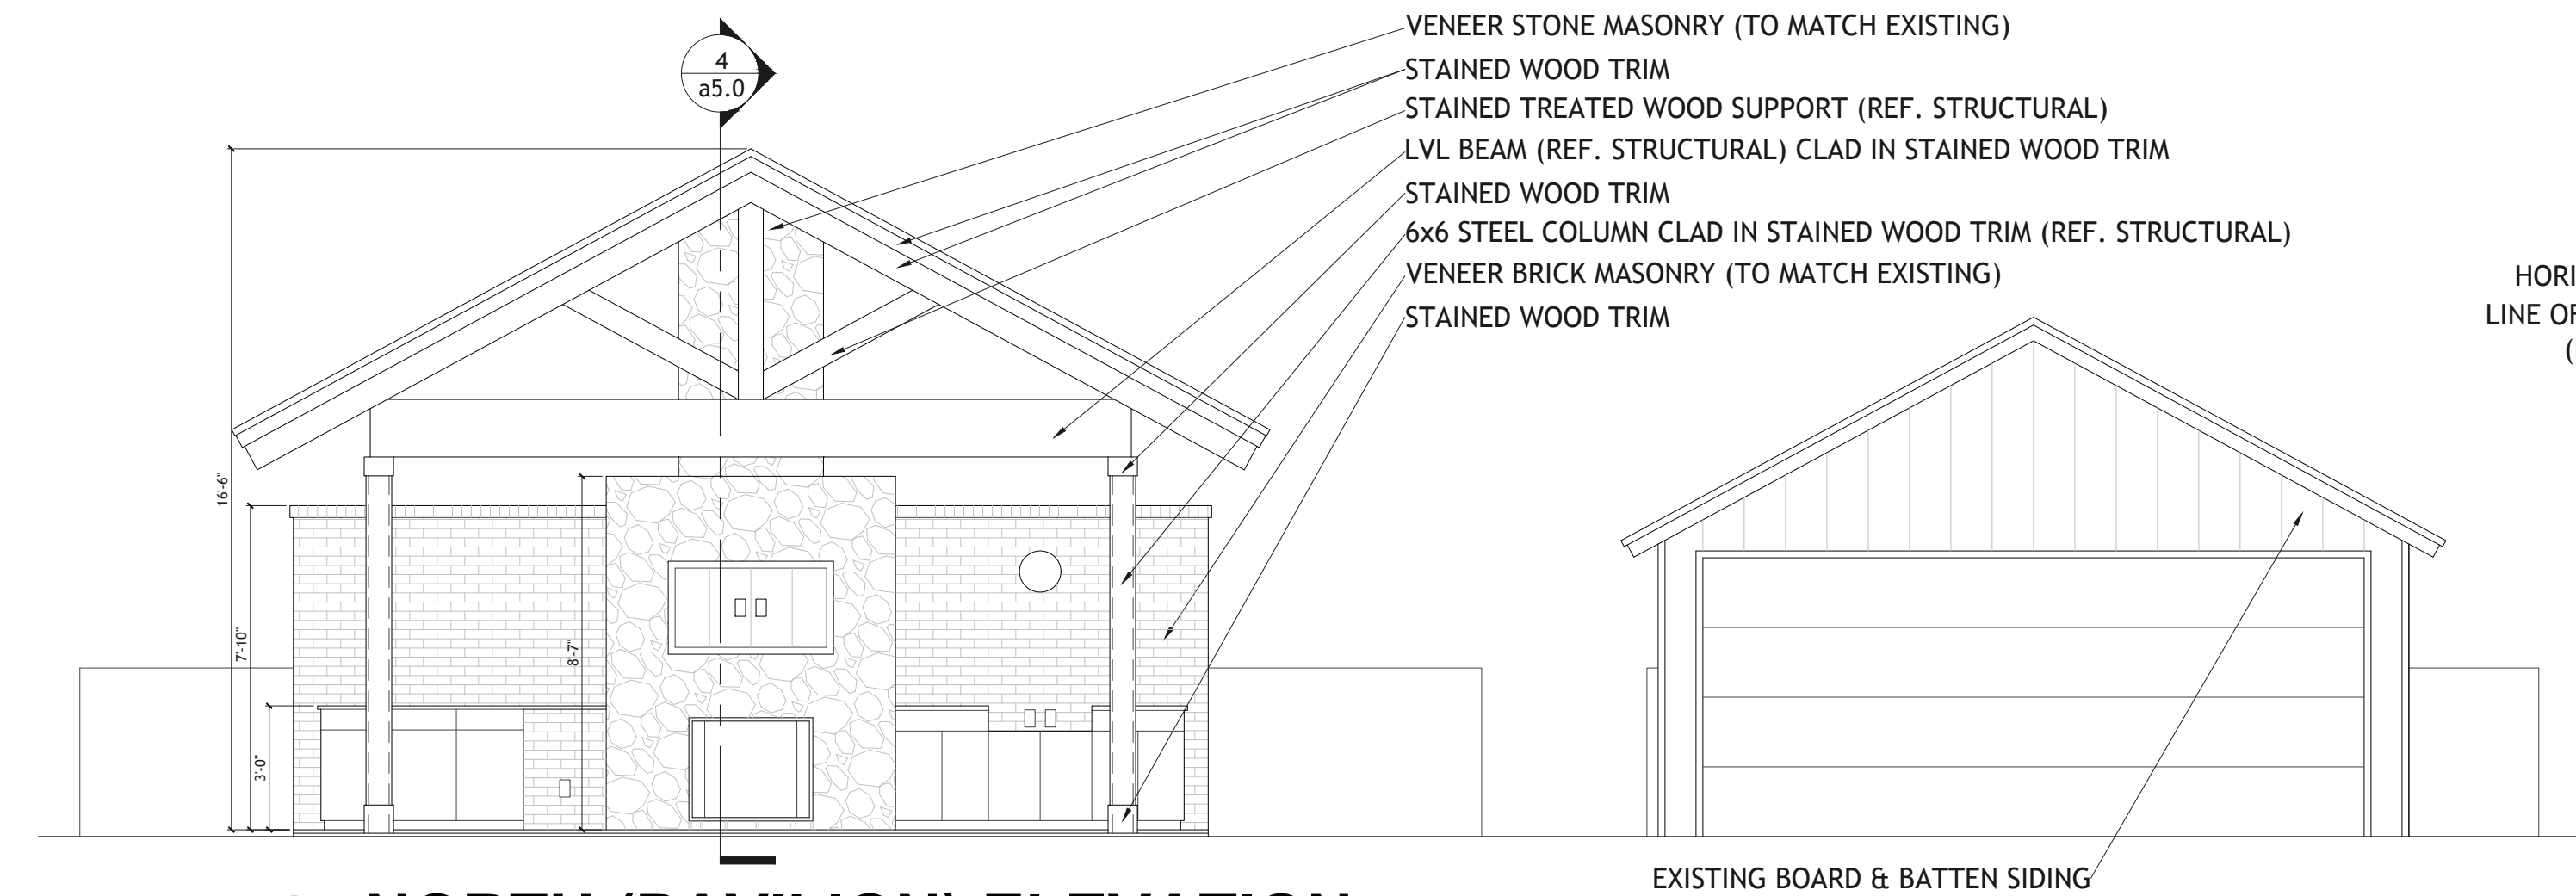 4
a5.0
VENEER STONE MASONRY (TO MATCH EXISTING)
STAINED WOOD TRIM
STAINED TREATED WOOD SUPPORT (REF. STRUCTURAL)
LVL BEAM (REF. STRUCTURAL) CLAD IN STAINED WOOD TRIM
STAINED WOOD TRIM
6x6 STEEL COLUMN CLAD IN STAINED WOOD TRIM (REF. STRUCTURAL)
VENEER BRICK MASONRY (TO MATCH EXISTING)
STAINED WOOD TRIM
HORI
LINE OF
(
16'-6"
7'-10"
3'-0"
8'-7"
EXISTING BOARD & BATTEN SIDING
NORTH (PAVILION) ELEVATION